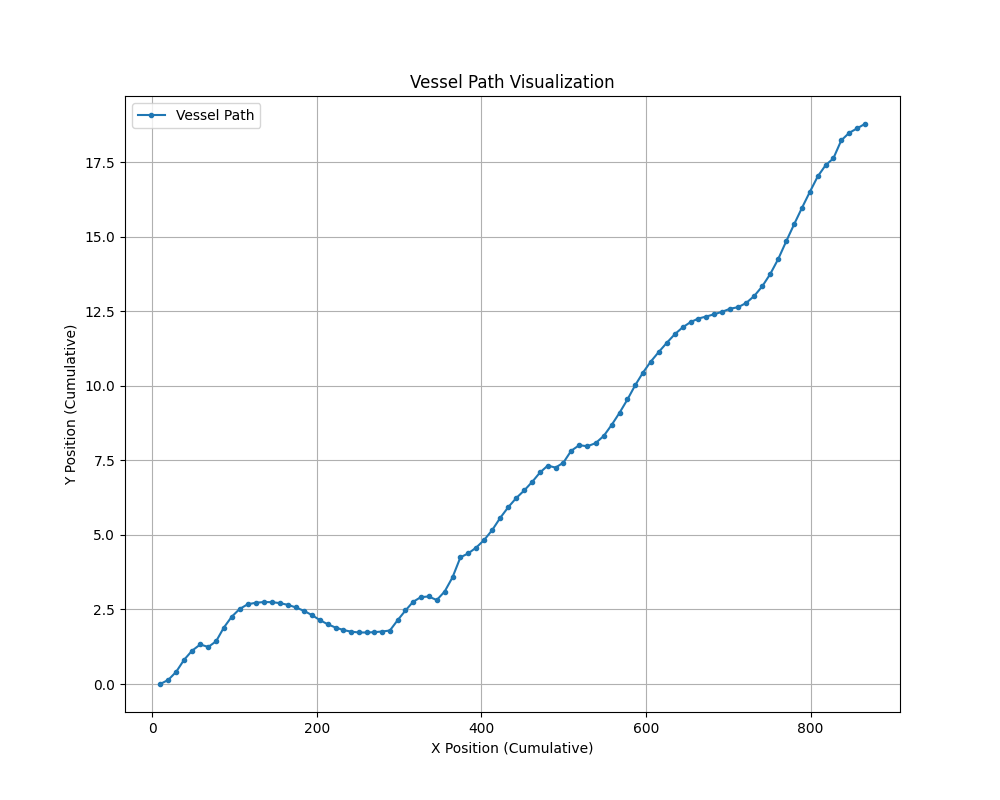 Vessel Path Visualization
Vessel Path
17.5
15.0
12.5
10.0
7.5
5.0
2.5
0.0
Y Position (Cumulative)
0 200 400 600 800
X Position (Cumulative)